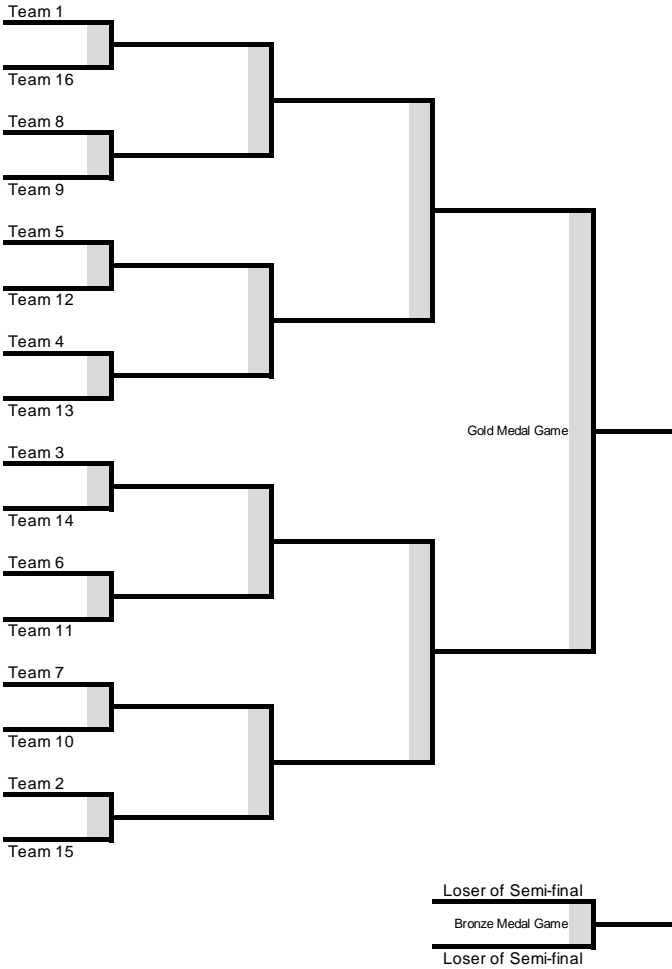 Team 1
Team 16
Team 8
Team 9
Team 5
Team 12
Team 4
Team 13
Gold Medal Game
Team 3
Team 14
Team 6
Team 11
Team 7
Team 10
Team 2
Team 15
Loser of Semi-final
Bronze Medal Game
Loser of Semi-final